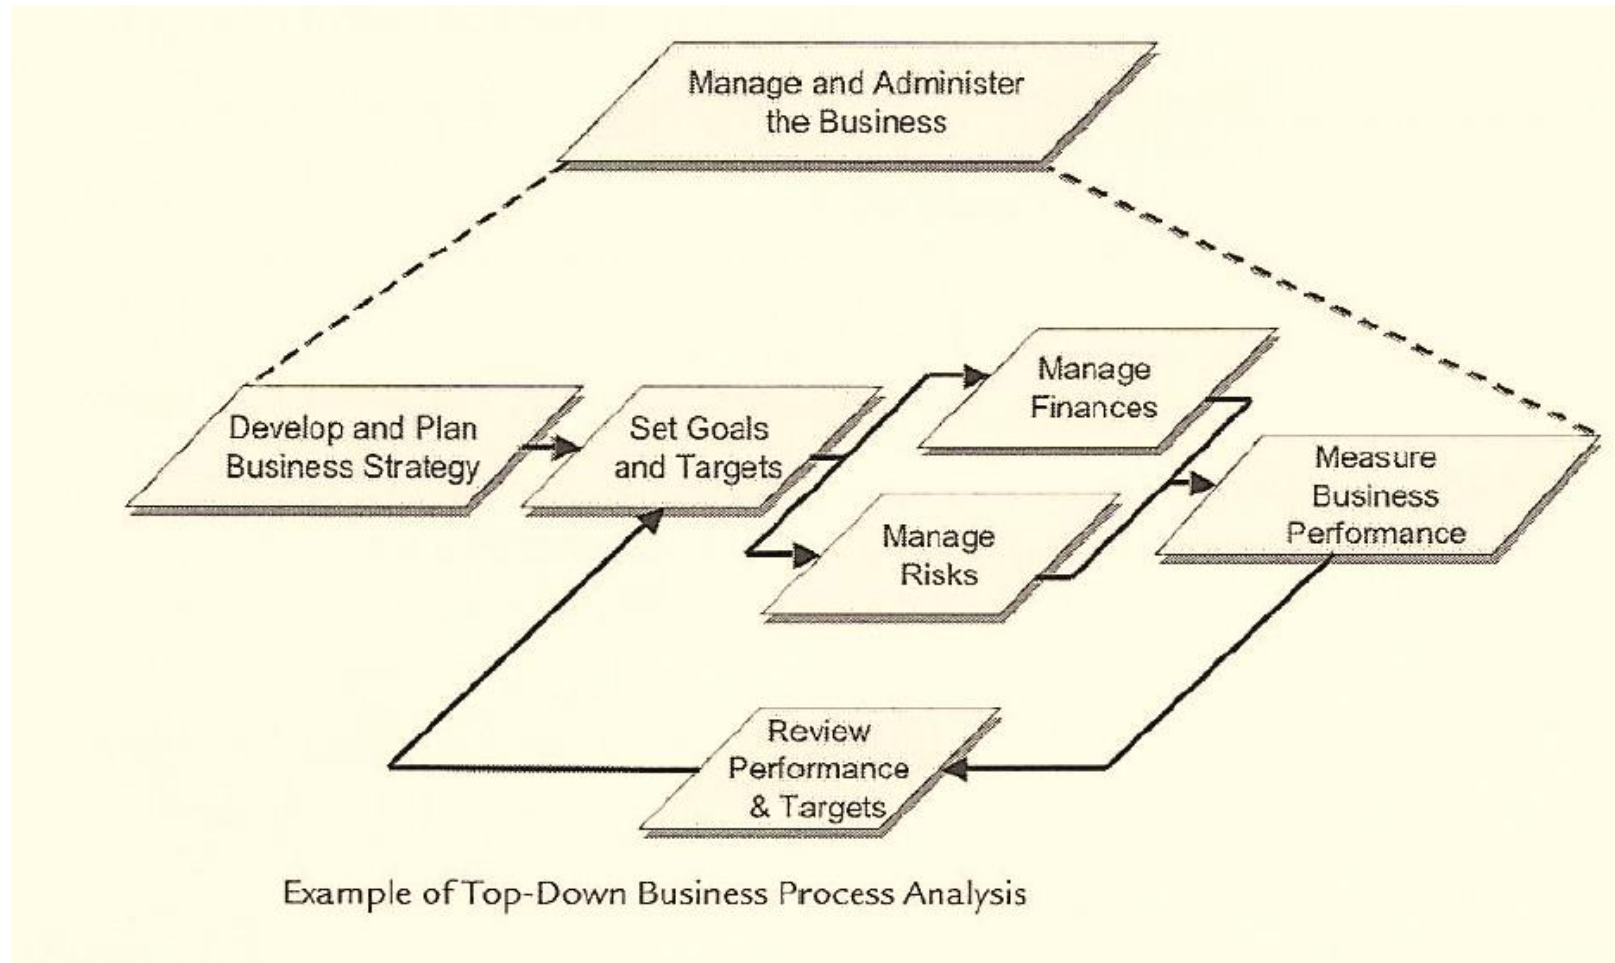 Manage and Administer
the Business
Develop and Plan
Business Strategy
Set Goals
and Targets
Manage
Finances
Manage
Risks
Measure
Business
Performance
Review
Performance
& Targets
Example of Top-Down Business Process Analysis